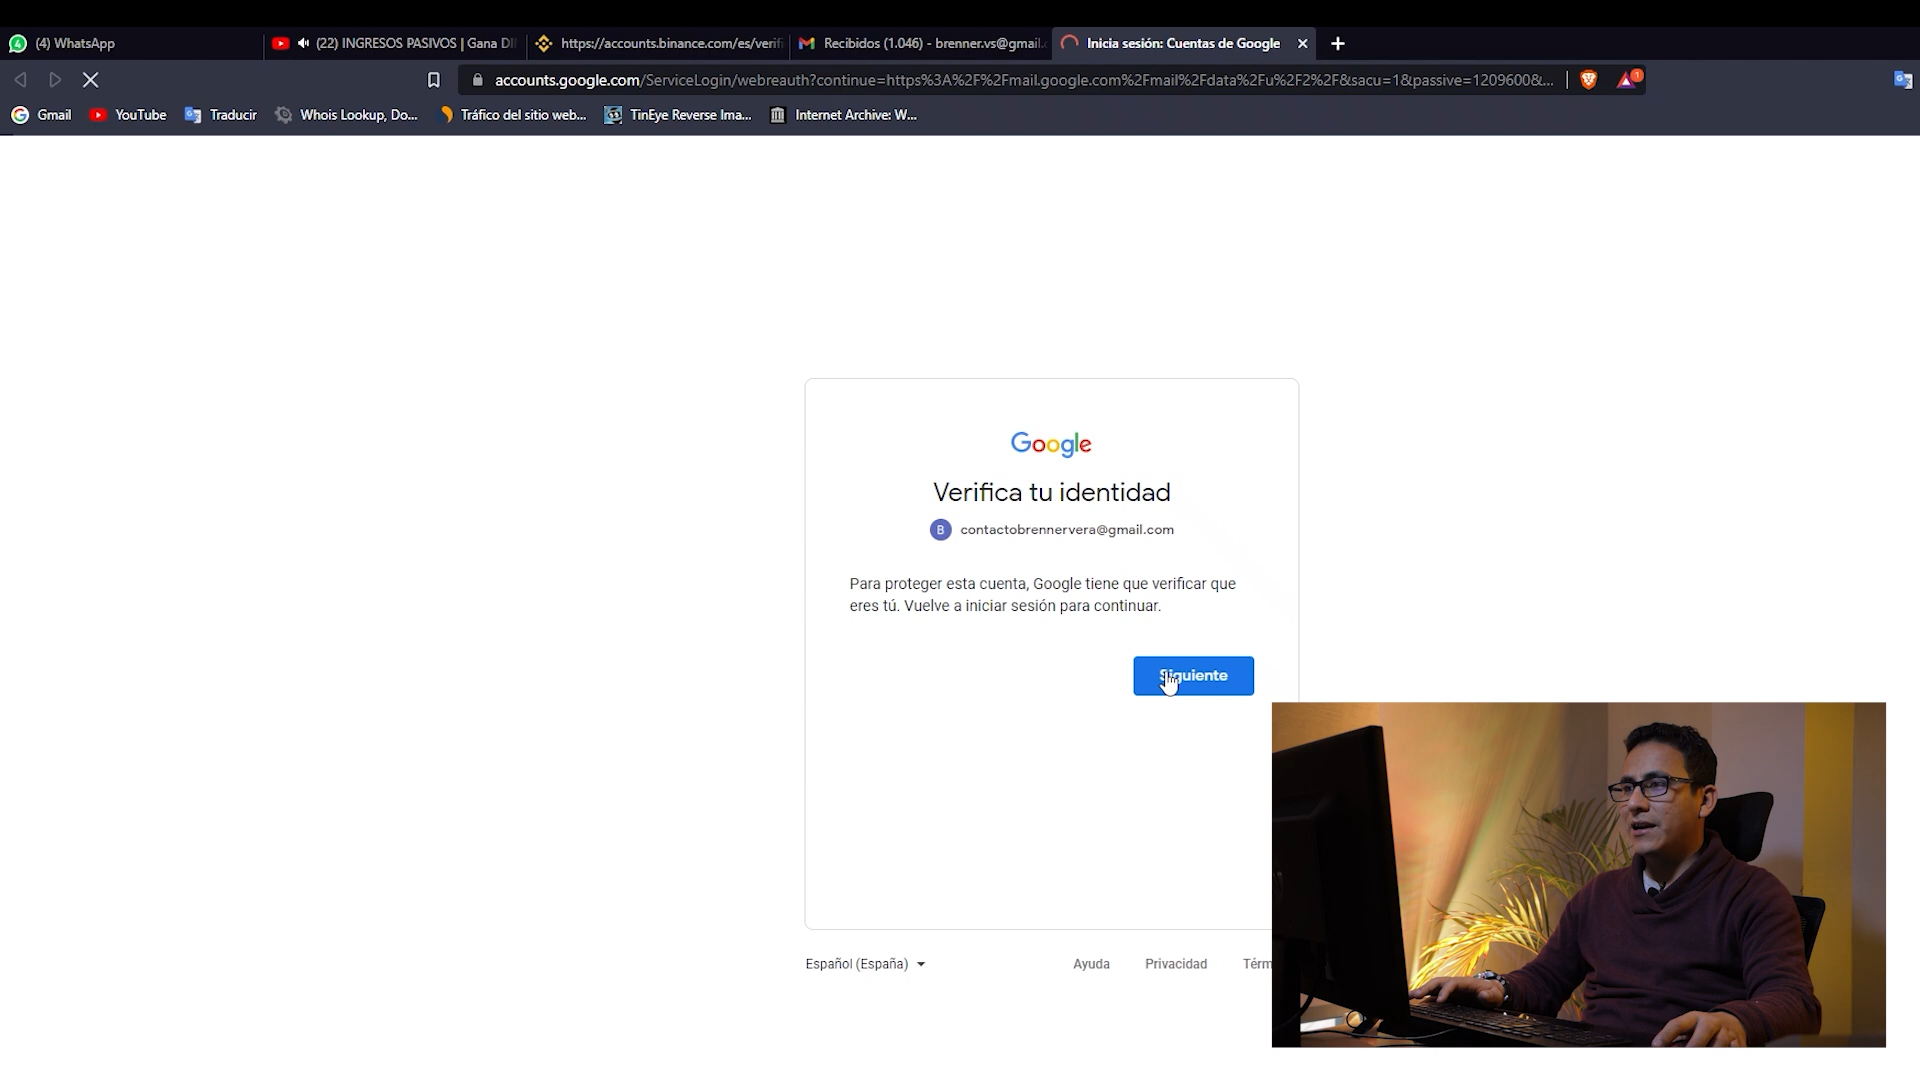 (4) WhatsApp
(22) INGRESOS PASIVOS | Gana DI
https://accounts.binance.com/es/verifi
Recibidos (1.046) - brenner.vs@gmail.
Inicia sesión: Cuentas de Google
accounts.google.com/ServiceLogin/webreauth?continue=https%3A%2F%2Fmail.google.com%2Fmail%2Fdata%2Fu%2F2%2F&sacu=1&passive=1209600&...
1
Gmail
YouTube
Traducir
Whois Lookup, Do...
Tráfico del sitio web...
TinEye Reverse Ima...
Internet Archive: W...
Google
Verifica tu identidad
B contactobrennervera@gmail.com
Para proteger esta cuenta, Google tiene que verificar que
eres tú. Vuelve a iniciar sesión para continuar.
Siguiente
Español (España)
Ayuda
Privacidad
Térm